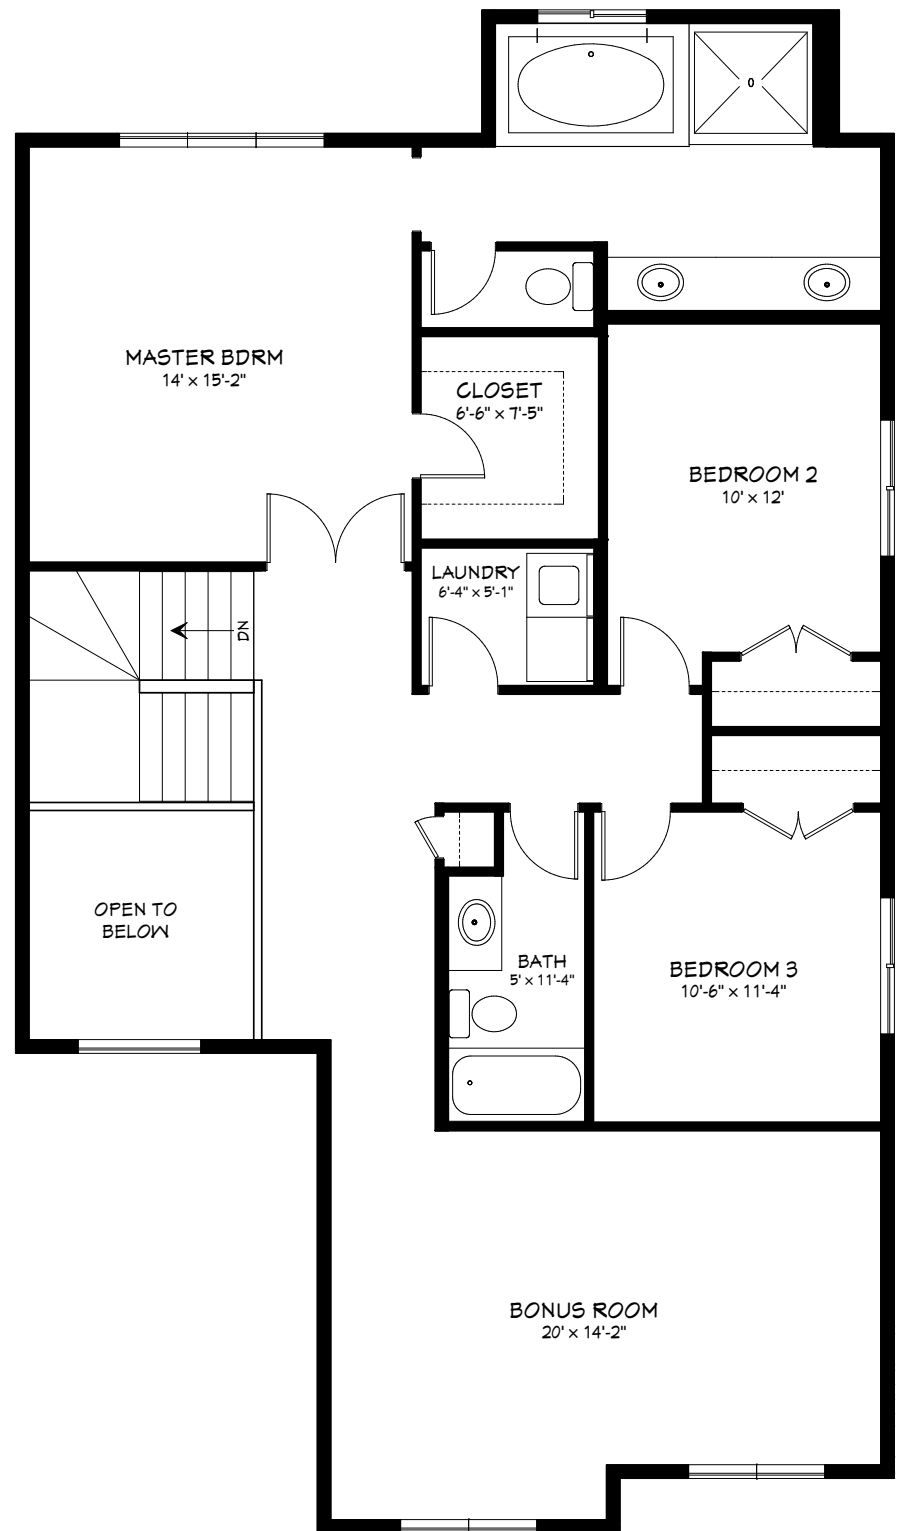 MASTER BDRM
14' x 15'-2"
CLOSET
6'-6" x 7'-5"
BEDROOM 2
10' x 12'
LAUNDRY
6'-4" x 5'-1"
DN
OPEN TO
BELOW
BATH
5' x 11'-4"
BEDROOM 3
10'-6" x 11'-4"
BONUS ROOM
20' x 14'-2"